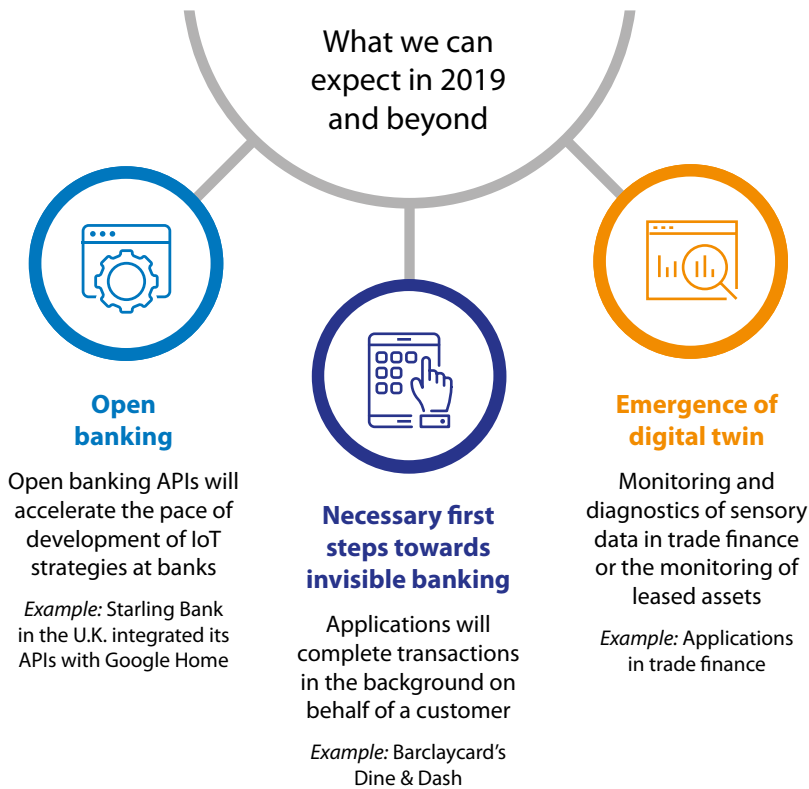 What we can
expect in 2019
and beyond
Open
banking
Open banking APIs will
accelerate the pace of
development of IoT
strategies at banks
Example: Starling Bank
in the U.K. integrated its
APIs with Google Home
Necessary first
steps towards
invisible banking
Applications will
complete transactions
in the background on
behalf of a customer
Example: Barclaycard’s
Dine & Dash
Emergence of
digital twin
Monitoring and
diagnostics of sensory
data in trade finance
or the monitoring of
leased assets
Example: Applications
in trade finance